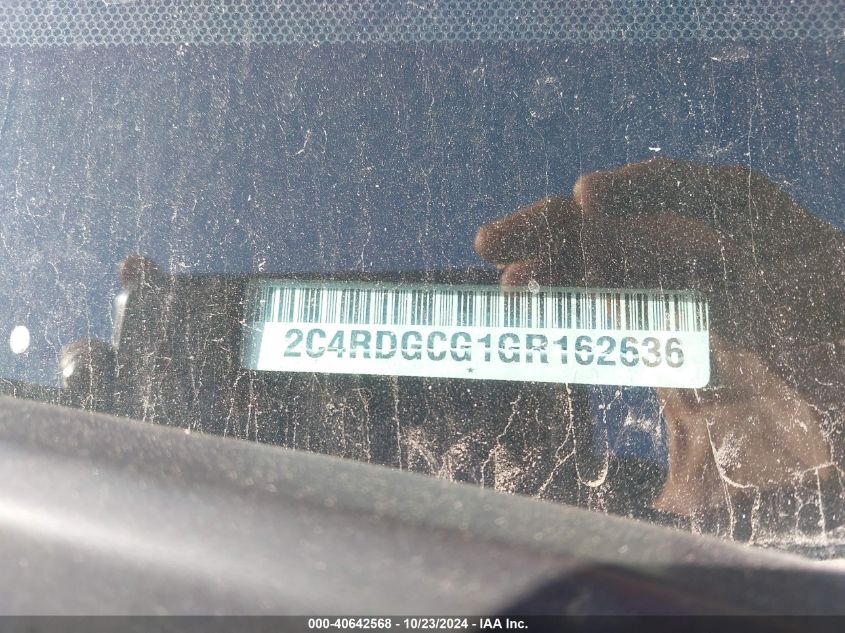 2C4RDGCG1GR162636
*
000-40642568 - 10/23/2024 - IAA Inc.